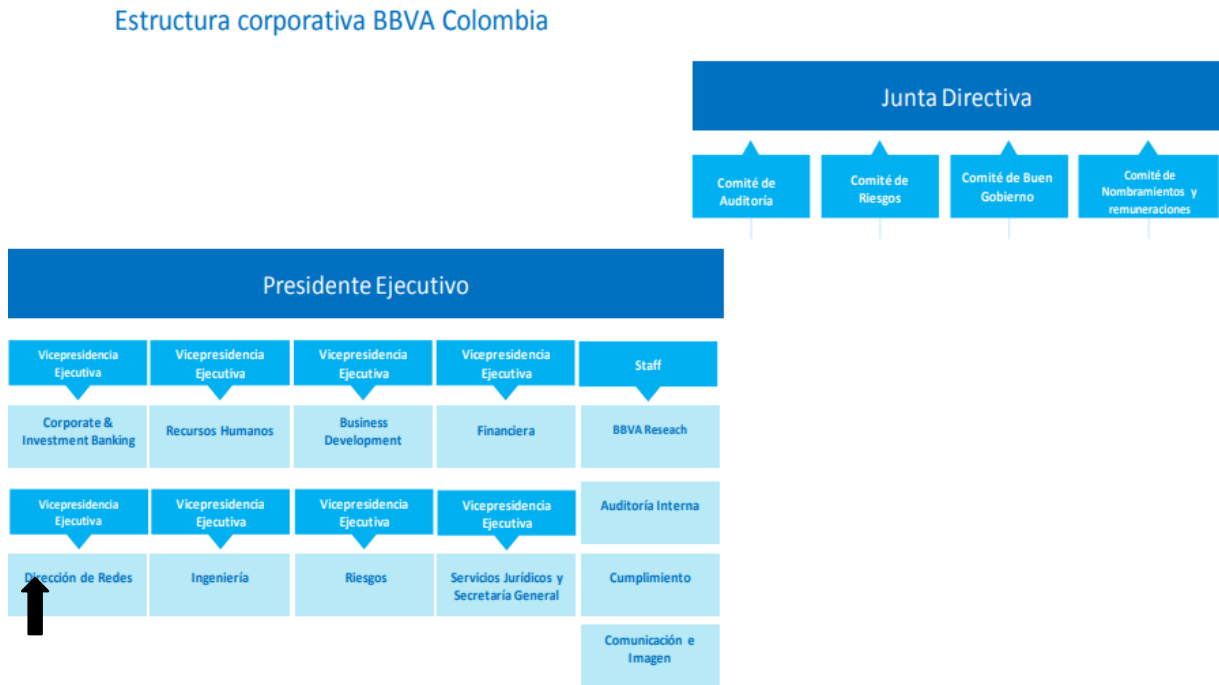 Estructura corporativa BBVA Colombia
Junta Directiva
Comité de
Auditoría
Comité de
Riesgos
Comité de Buen
Gobierno
Comité de
Nombramientos y
remuneraciones
Presidente Ejecutivo
Vicepresidencia
Ejecutiva
Vicepresidencia
Ejecutiva
Vicepresidencia
Ejecutiva
Vicepresidencia
Ejecutiva
Staff
Corporate &
Investment Banking
Recursos Humanos
Business
Development
Financiera
BBVA Reseach
Vicepresidencia
Ejecutiva
Vicepresidencia
Ejecutiva
Vicepresidencia
Ejecutiva
Vicepresidencia
Ejecutiva
Auditoría Interna
Dirección de Redes
Ingeniería
Riesgos
Servicios Jurídicos y
Secretaría General
Cumplimiento
Comunicación e
Imagen